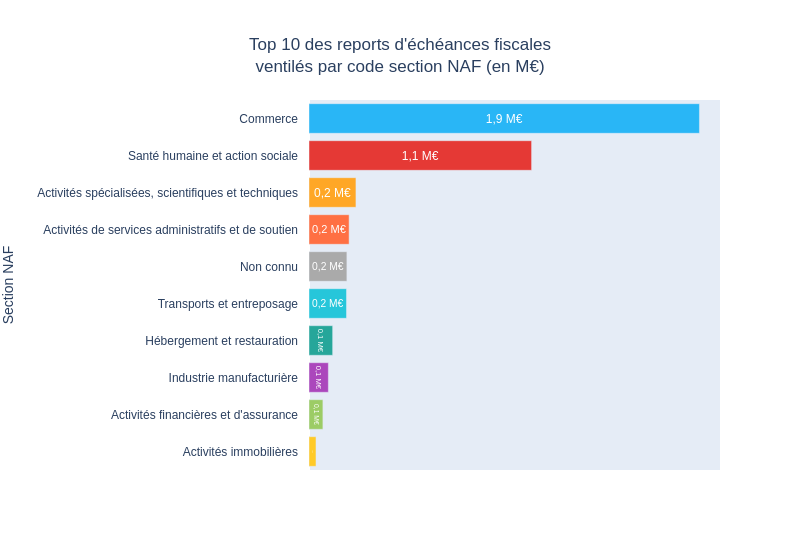 Top 10 des reports d'échéances fiscales
ventilés par code section NAF (en M€)
Section NAF
Commerce 1,9 M€
Santé humaine et action sociale 1,1 M€
Activités spécialisées, scientifiques et techniques 0,2 M€
Activités de services administratifs et de soutien 0,2 M€
Non connu 0,2 M€
Transports et entreposage 0,2 M€
Hébergement et restauration 0,1 M€
Industrie manufacturière 0,1 M€
Activités financières et d'assurance 0,1 M€
Activités immobilières